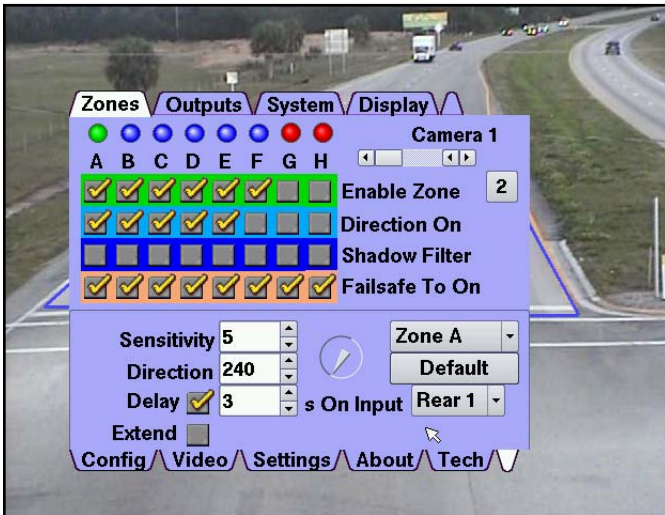 Zones Outputs System Display
Camera 1
A B C D E F G H
Enable Zone 2
Direction On
Shadow Filter
Failsafe To On
Sensitivity 5 Zone A
Direction 240 Default
Delay 3 s On Input Rear 1
Extend
Config Video Settings About Tech